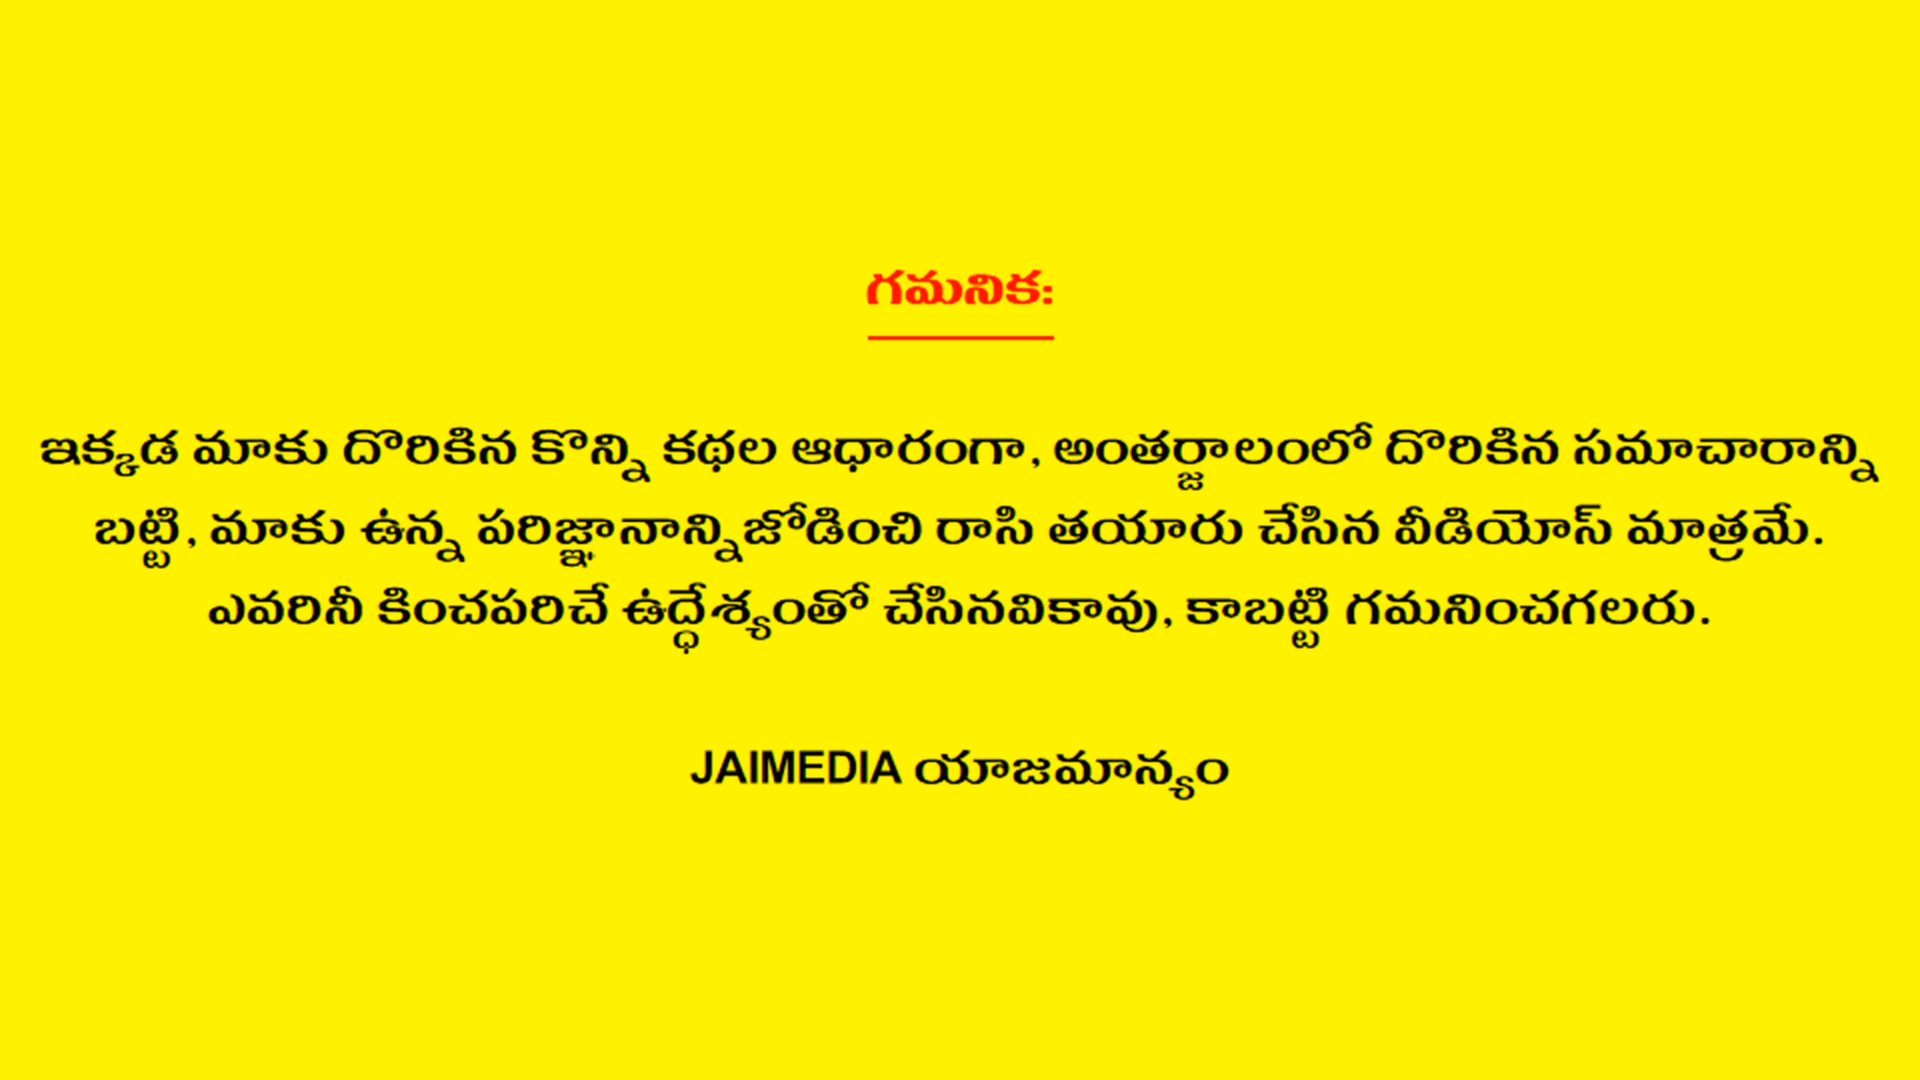 గమనిక:
ఇక్కడ మాకు దొరికిన కొన్ని కథల ఆధారంగా, అంతర్జాలంలో దొరికిన సమాచారాన్ని
బట్టి, మాకు ఉన్న పరిజ్ఞానాన్నిజోడించి రాసి తయారు చేసిన వీడియోస్ మాత్రమే.
ఎవరినీ కించపరిచే ఉద్ధేశ్యంతో చేసినవికావు, కాబట్టి గమనించగలరు.
JAIMEDIA యాజమాన్యం